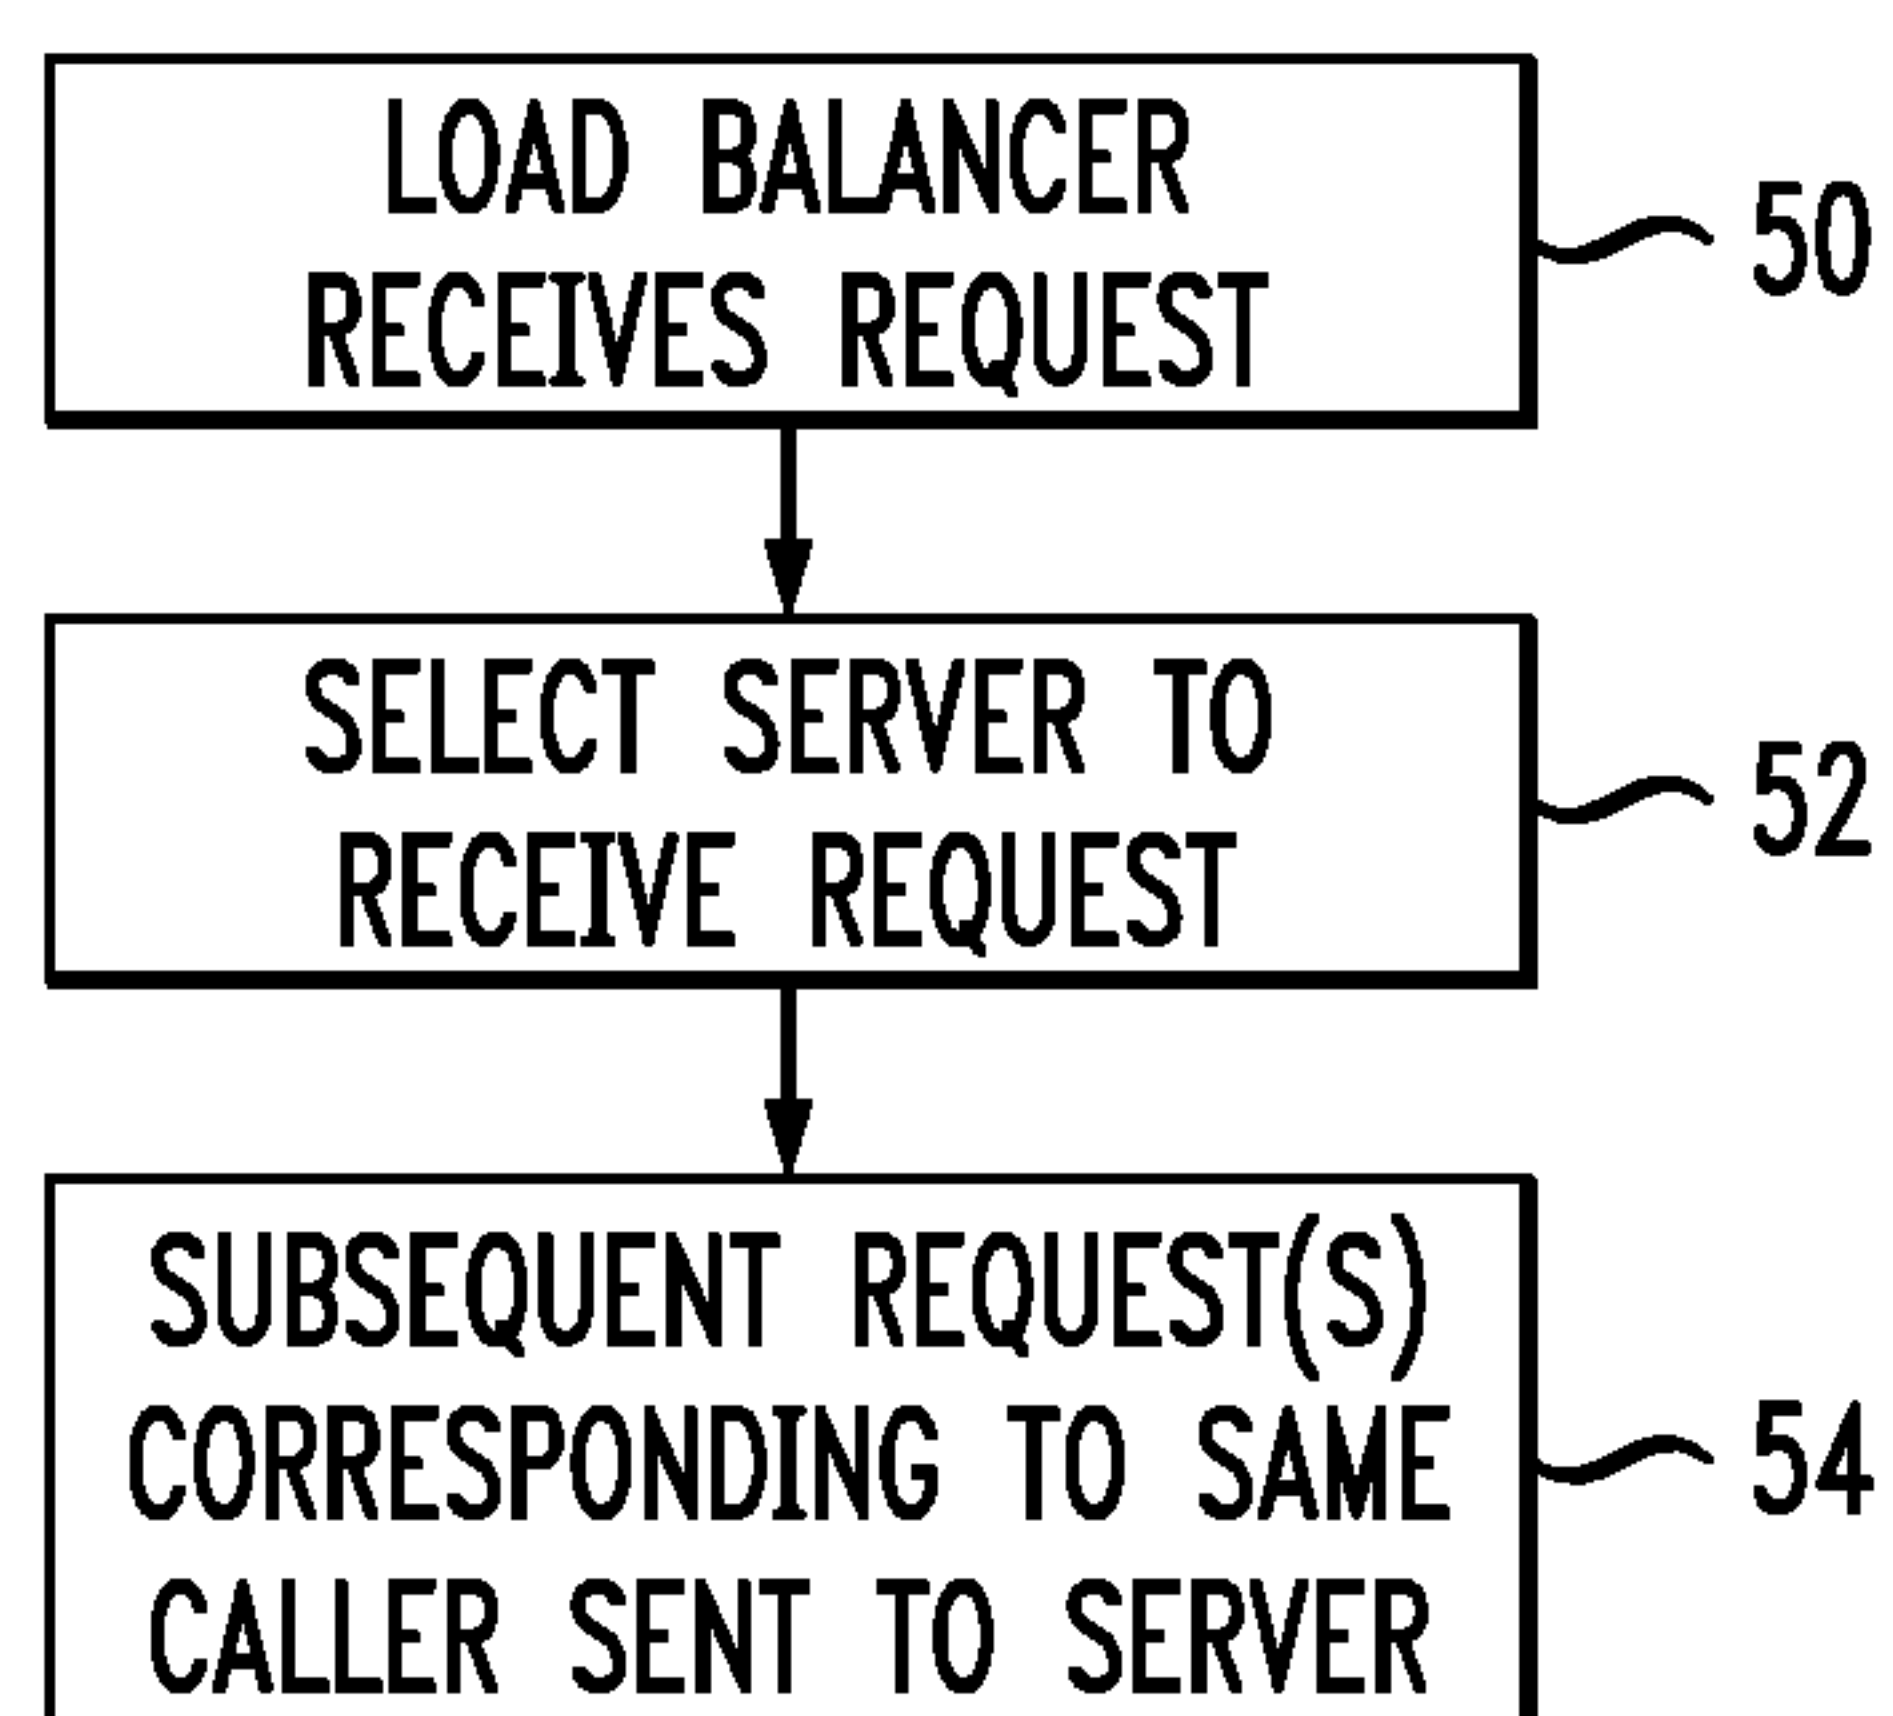 LOAD BALANCER
RECEIVES REQUEST
50
SELECT SERVER TO
RECEIVE REQUEST
52
SUBSEQUENT REQUEST(S)
CORRESPONDING TO SAME
CALLER SENT TO SERVER
54